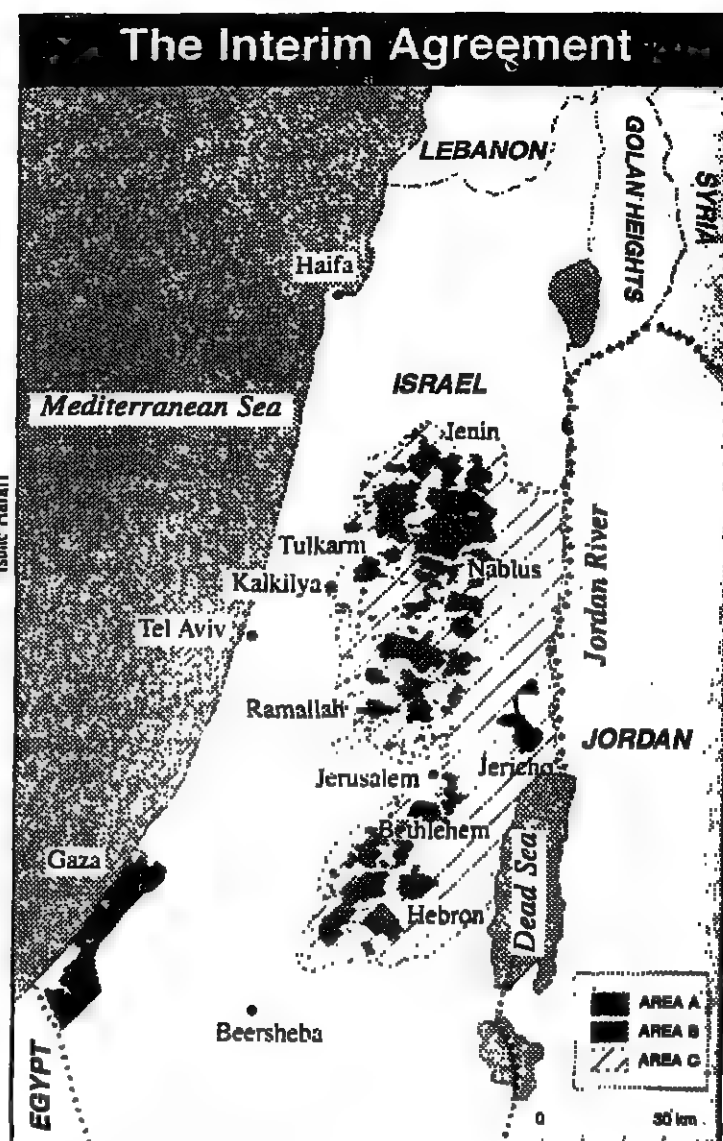 The Interim Agreement
LEBANON
GOLAN HEIGHTS
SYRIA
Haifa
ISRAEL
Mediterranean Sea
Jenin
Tulkarm
Nablus
Kalkilya
Jordan River
Tel Aviv
Ramallah
JORDAN
Jerusalem
Jericho
Bethlehem
Gaza
Hebron
Dead Sea
Beersheba
EGYPT
AREA A
AREA B
AREA C
0 30 km